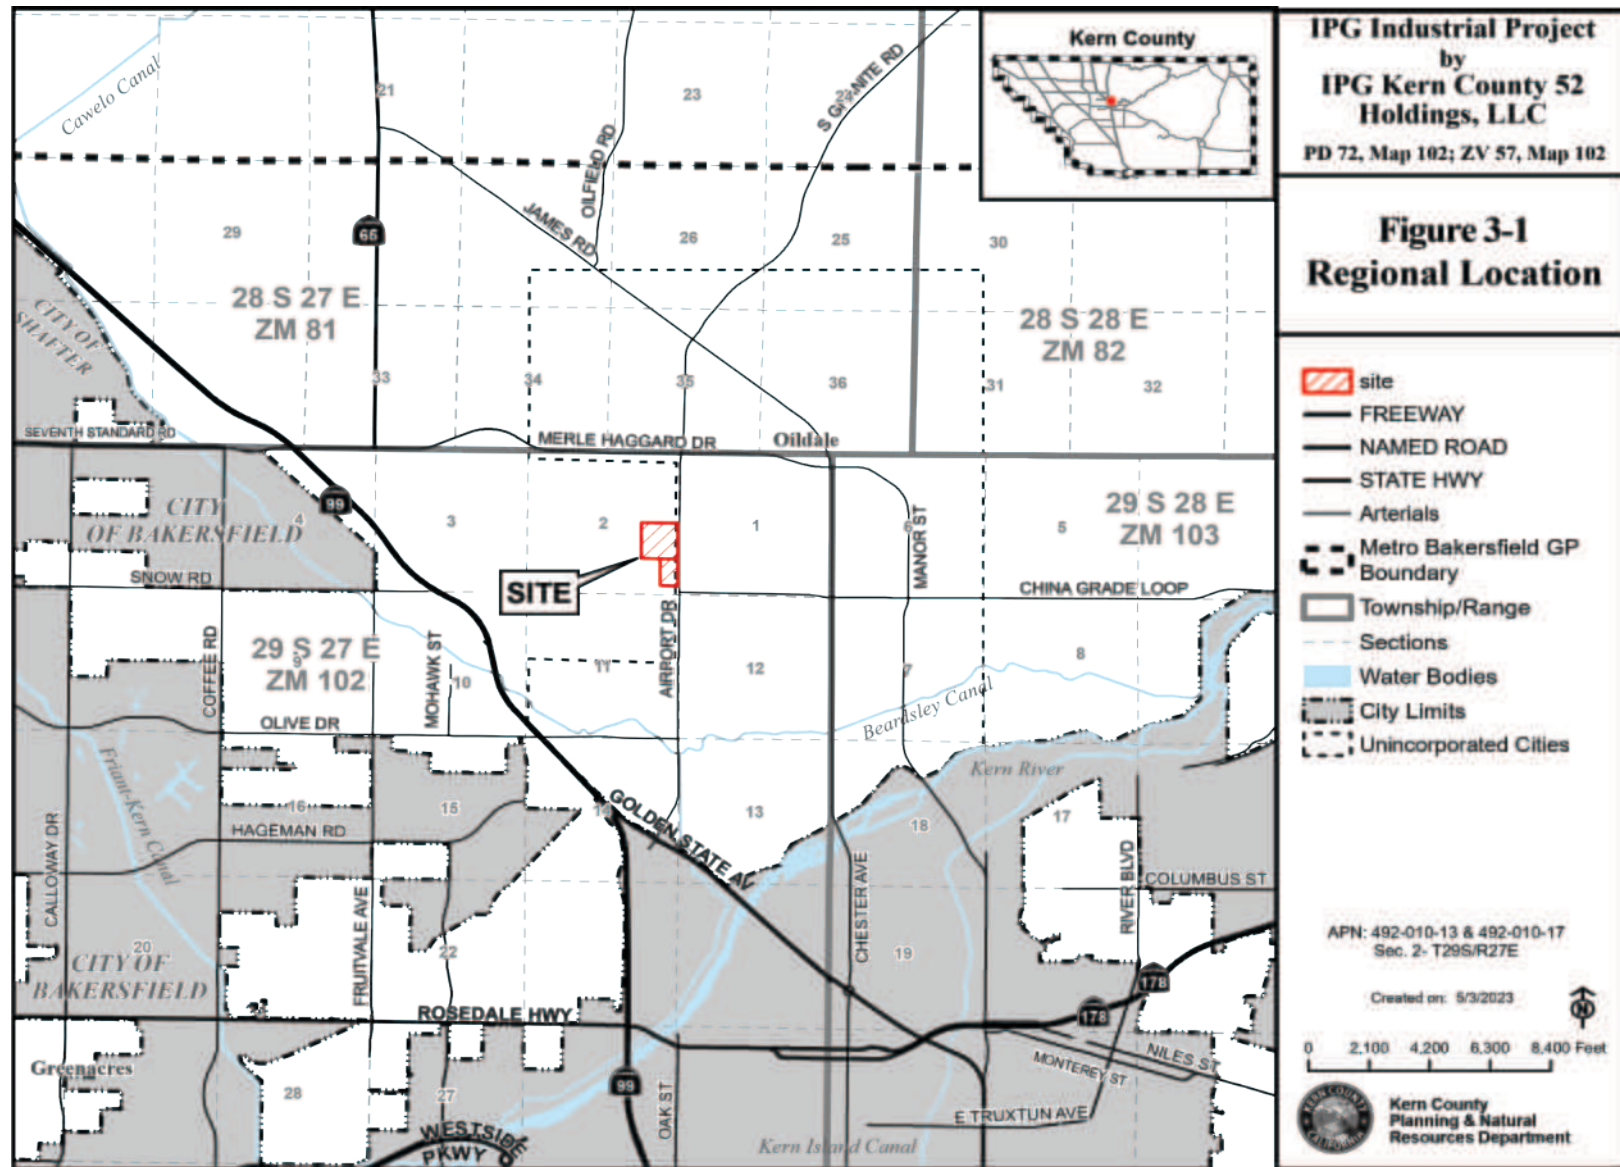 IPG Industrial Project
by
IPG Kern County 52
Holdings, LLC
PD 72, Map 102; ZV 57, Map 102
Figure 3-1
Regional Location
site
FREEWAY
NAMED ROAD
STATE HWY
Arterials
Metro Bakersfield GP
Boundary
Township/Range
Sections
Water Bodies
City Limits
Unincorporated Cities
APN: 492-010-13 & 492-010-17
Sec. 2- T29S/R27E
Created on: 5/3/2023
N
0 2,100 4,200 6,300 8,400 Feet
KERN COUNTY
CALIFORNIA
Kern County
Planning & Natural
Resources Department
Kern County
Cawelo Canal
21
23
OILFIELD RD
S GRANITE RD
JAMES RD
29
65
26
25
30
28 S 27 E
ZM 81
28 S 28 E
ZM 82
CITY OF
SHAFTER
33
34
35
36
31
32
SEVENTH STANDARD RD
MERLE HAGGARD DR
Oildale
99
CITY
OF BAKERSFIELD
4
3
2
1
6
5
29 S 28 E
ZM 103
MANOR ST
SNOW RD
SITE
CHINA GRADE LOOP
COFFEE RD
29 S 27 E
ZM 102
9
MOHAWK ST
10
11
AIRPORT DR
12
7
8
OLIVE DR
Beardsley Canal
Friant-Kern Canal
Kern River
16
15
14
13
18
17
GOLDEN STATE AV
HAGEMAN RD
CALLOWAY DR
FRUITVALE AVE
CHESTER AVE
RIVER BLVD
COLUMBUS ST
20
22
19
CITY OF
BAKERSFIELD
178
178
ROSEDALE HWY
NILES ST
MONTEREY ST
Greenacres
28
27
99
OAK ST
E TRUXTUN AVE
WESTSIDE
PKWY
Kern Island Canal